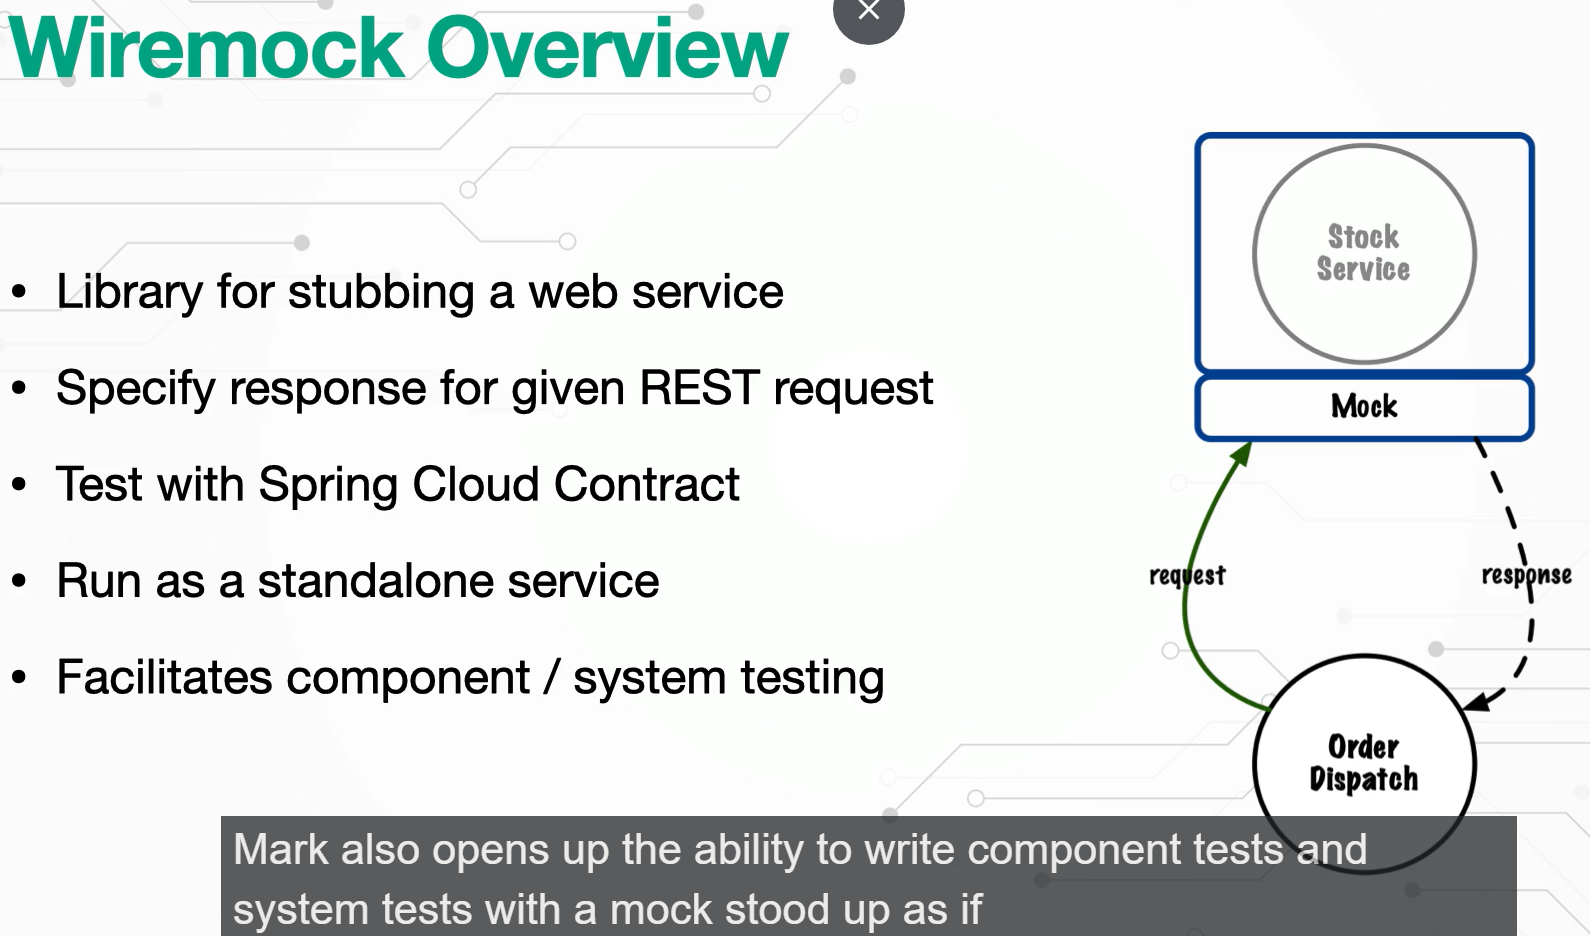 Wiremock Overview
• Library for stubbing a web service
• Specify response for given REST request
• Test with Spring Cloud Contract
• Run as a standalone service
• Facilitates component / system testing
Stock
Service
Mock
request
response
Order
Dispatch
Mark also opens up the ability to write component tests and
system tests with a mock stood up as if